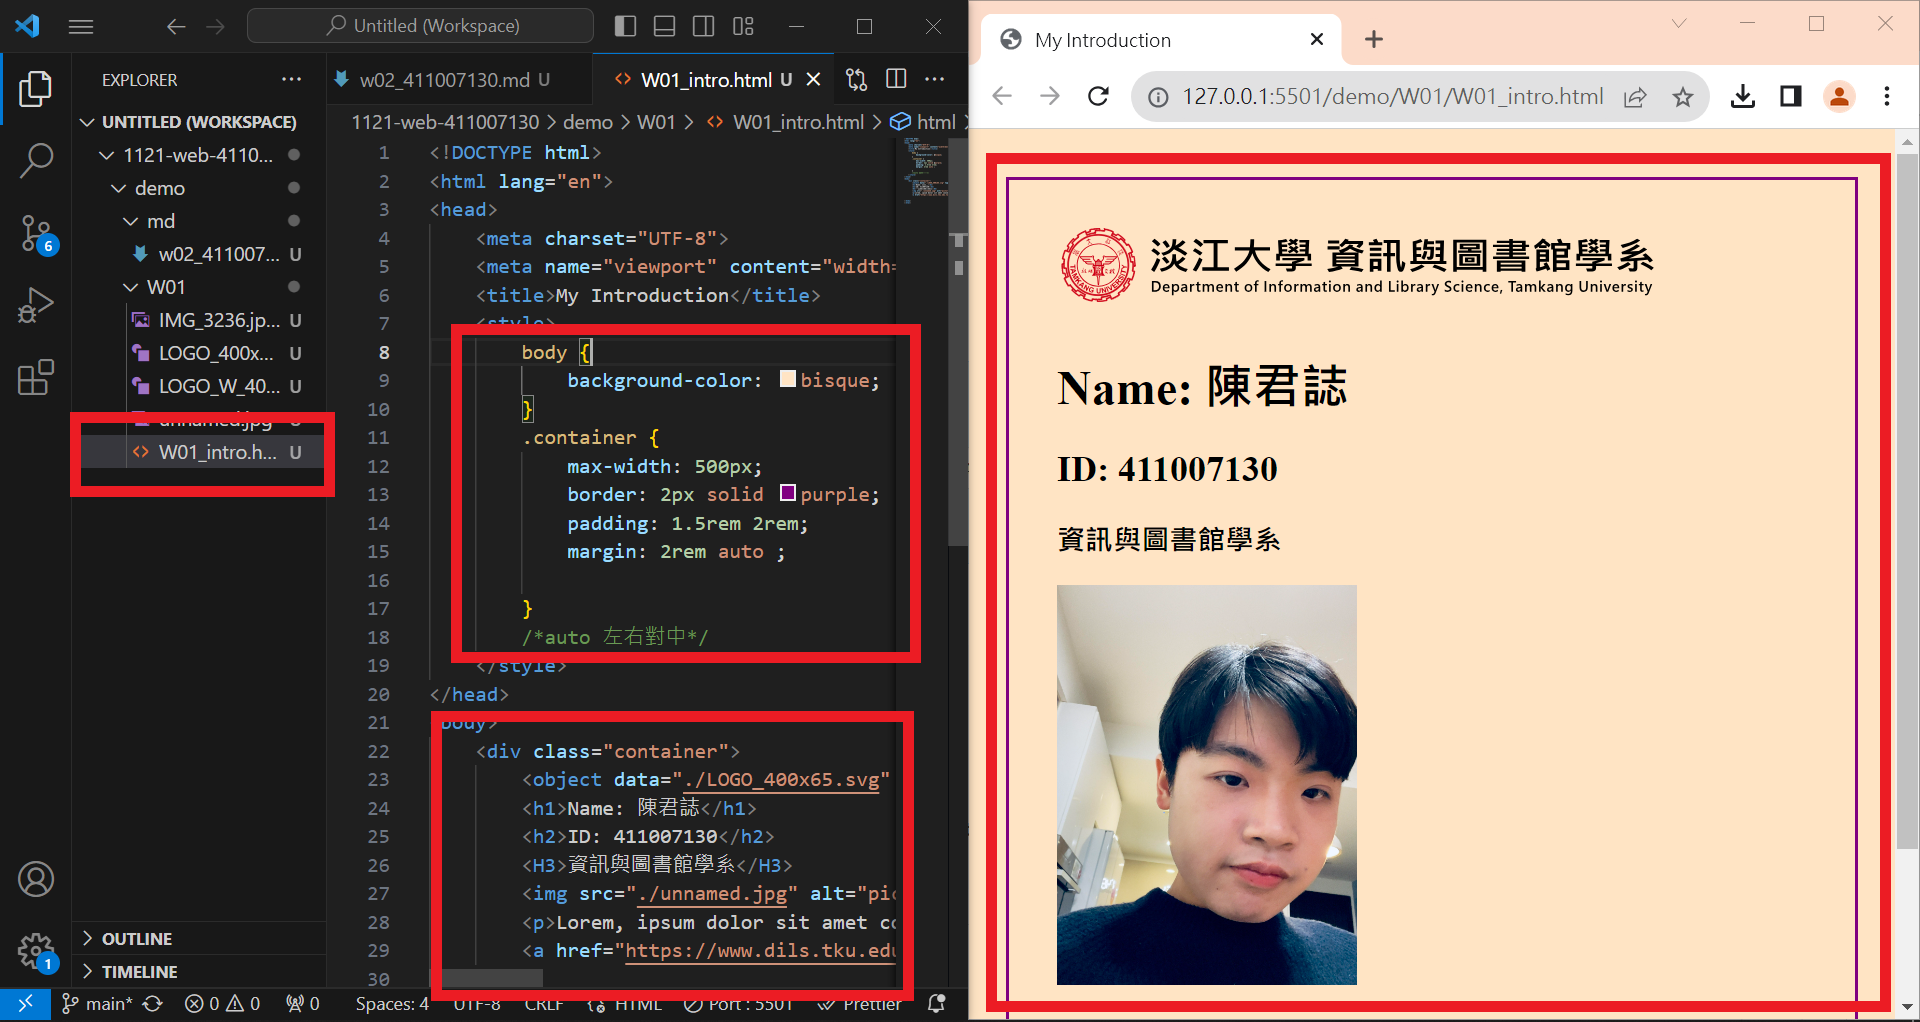 Untitled (Workspace)
EXPLORER
UNTITLED (WORKSPACE)
1121-web-4110...
demo
md
w02_411007... U
W01
IMG_3236.jp... U
LOGO_400x... U
LOGO_W_40... U
unnamed.jpg U
W01_intro.h... U
OUTLINE
TIMELINE
6
1
w02_411007130.md U
W01_intro.html U
1121-web-411007130 > demo > W01 > W01_intro.html > html >
1 <!DOCTYPE html>
2 <html lang="en">
3 <head>
4 <meta charset="UTF-8">
5 <meta name="viewport" content="width=
6 <title>My Introduction</title>
7 <style>
8 body {
9 background-color: bisque;
10 }
11 .container {
12 max-width: 500px;
13 border: 2px solid purple;
14 padding: 1.5rem 2rem;
15 margin: 2rem auto ;
16
17 }
18 /*auto 左右對中*/
19 </style>
20 </head>
21 body>
22 <div class="container">
23 <object data="./LOGO_400x65.svg"
24 <h1>Name: 陳君誌</h1>
25 <h2>ID: 411007130</h2>
26 <H3>資訊與圖書館學系</H3>
27 <img src="./unnamed.jpg" alt="pic
28 <p>Lorem, ipsum dolor sit amet co
29 <a href="https://www.dils.tku.edu
30
main* 0 0 0 Spaces: 4 UTF-8 CRLF HTML Port : 5501 Prettier
My Introduction
127.0.0.1:5501/demo/W01/W01_intro.html
淡江大學 資訊與圖書館學系
Department of Information and Library Science, Tamkang University
TAMKANG UNIVERSITY
Name: 陳君誌
ID: 411007130
資訊與圖書館學系